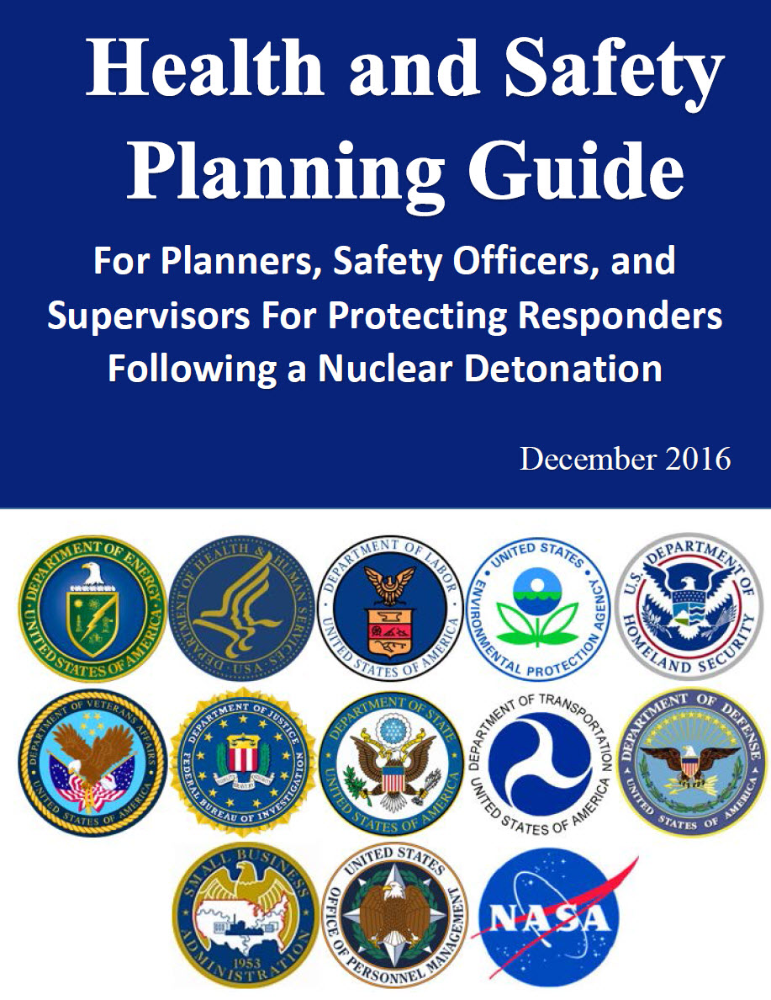 Health and Safety
Planning Guide
For Planners, Safety Officers, and
Supervisors For Protecting Responders
Following a Nuclear Detonation
December 2016
DEPARTMENT OF ENERGY
UNITED STATES OF AMERICA
DEPARTMENT OF HEALTH & HUMAN SERVICES
USA
DEPARTMENT OF LABOR
UNITED STATES OF AMERICA
UNITED STATES
ENVIRONMENTAL PROTECTION AGENCY
U.S. DEPARTMENT OF
HOMELAND SECURITY
DEPARTMENT OF VETERANS AFFAIRS
UNITED STATES OF AMERICA
DEPARTMENT OF JUSTICE
FEDERAL BUREAU OF INVESTIGATION
DEPARTMENT OF STATE
UNITED STATES OF AMERICA
DEPARTMENT OF TRANSPORTATION
UNITED STATES OF AMERICA
DEPARTMENT OF DEFENSE
UNITED STATES OF AMERICA
SMALL BUSINESS
1953
ADMINISTRATION
UNITED STATES
OFFICE OF PERSONNEL MANAGEMENT
NASA